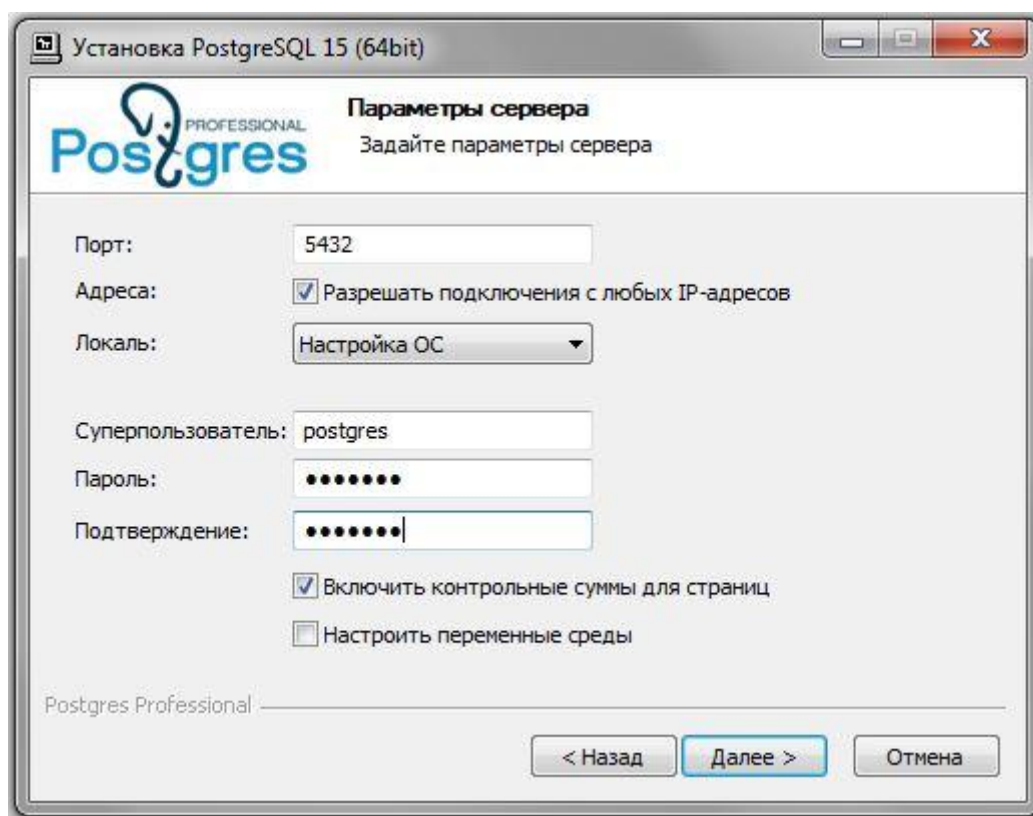 Установка PostgreSQL 15 (64bit)
Postgres PROFESSIONAL
Параметры сервера
Задайте параметры сервера
Порт: 5432
Адреса: Разрешать подключения с любых IP-адресов
Локаль: Настройка ОС
Суперпользователь: postgres
Пароль: •••••••
Подтверждение: •••••••
Включить контрольные суммы для страниц
Настроить переменные среды
Postgres Professional
< Назад Далее > Отмена